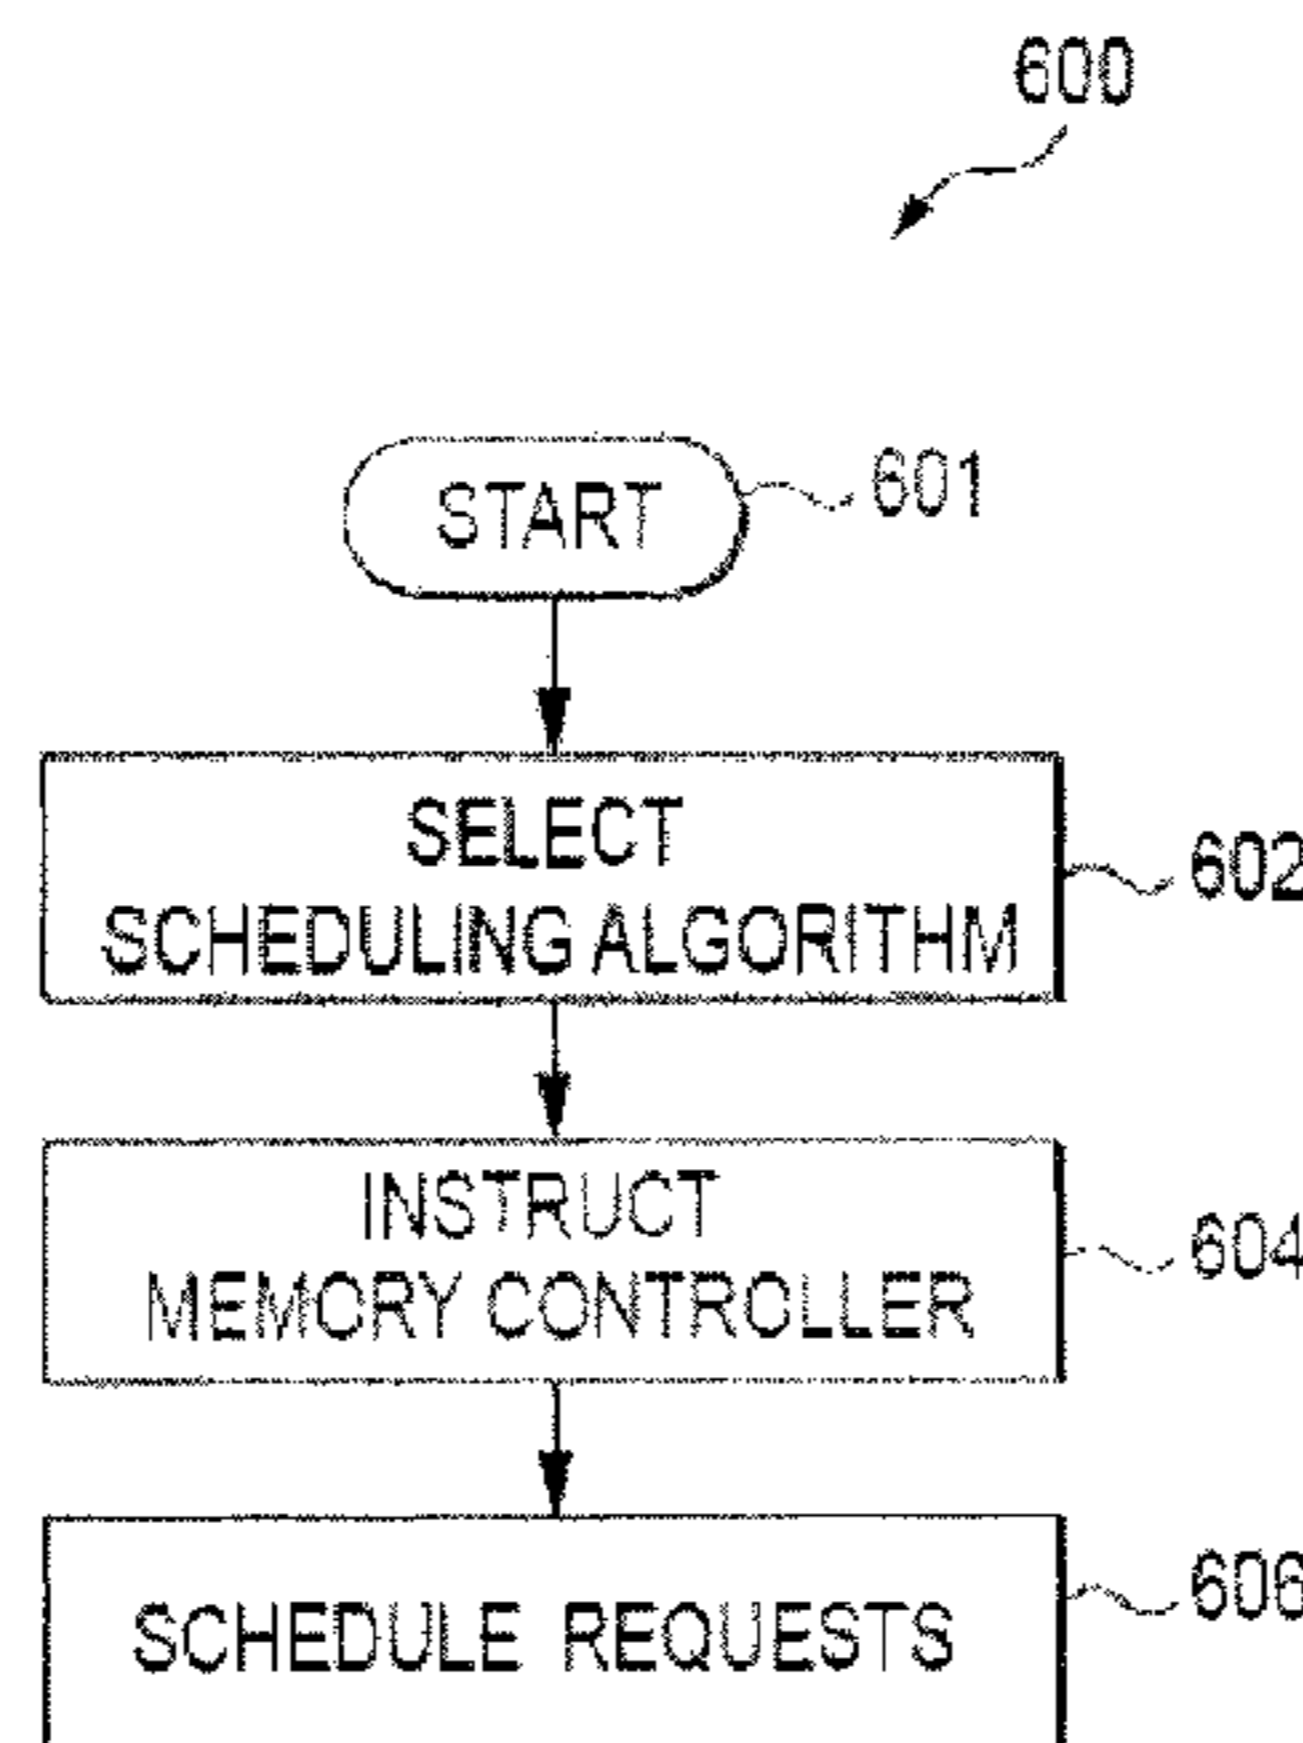 600
START
601
SELECT
SCHEDULING ALGORITHM
602
INSTRUCT
MEMORY CONTROLLER
604
SCHEDULE REQUESTS
606